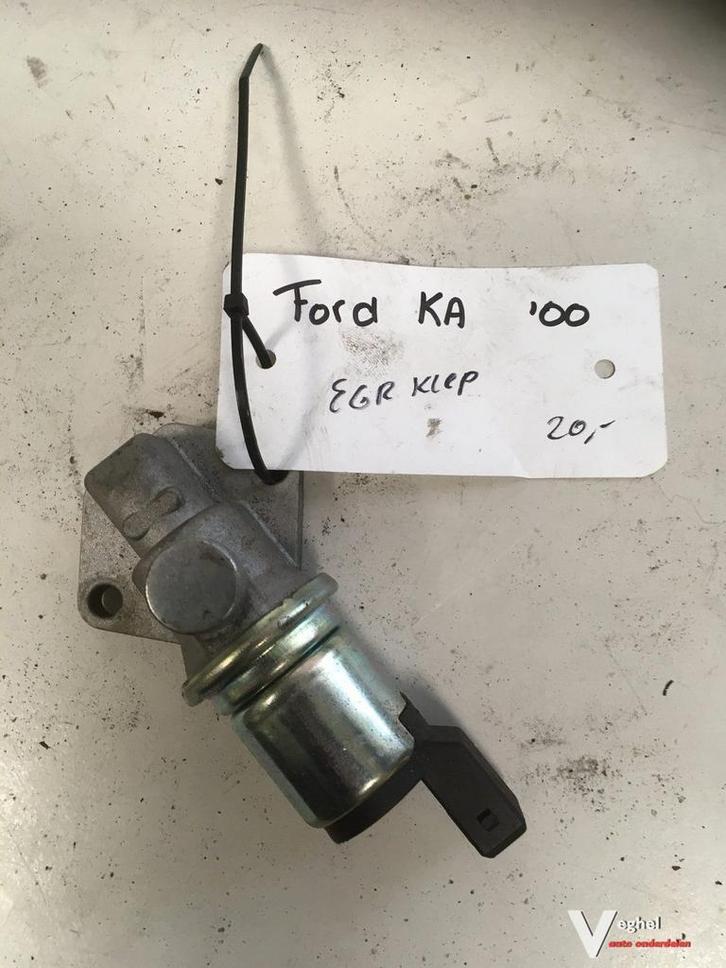 Ford KA '00
EGR Klep
20,-
Veghel
auto onderdelen